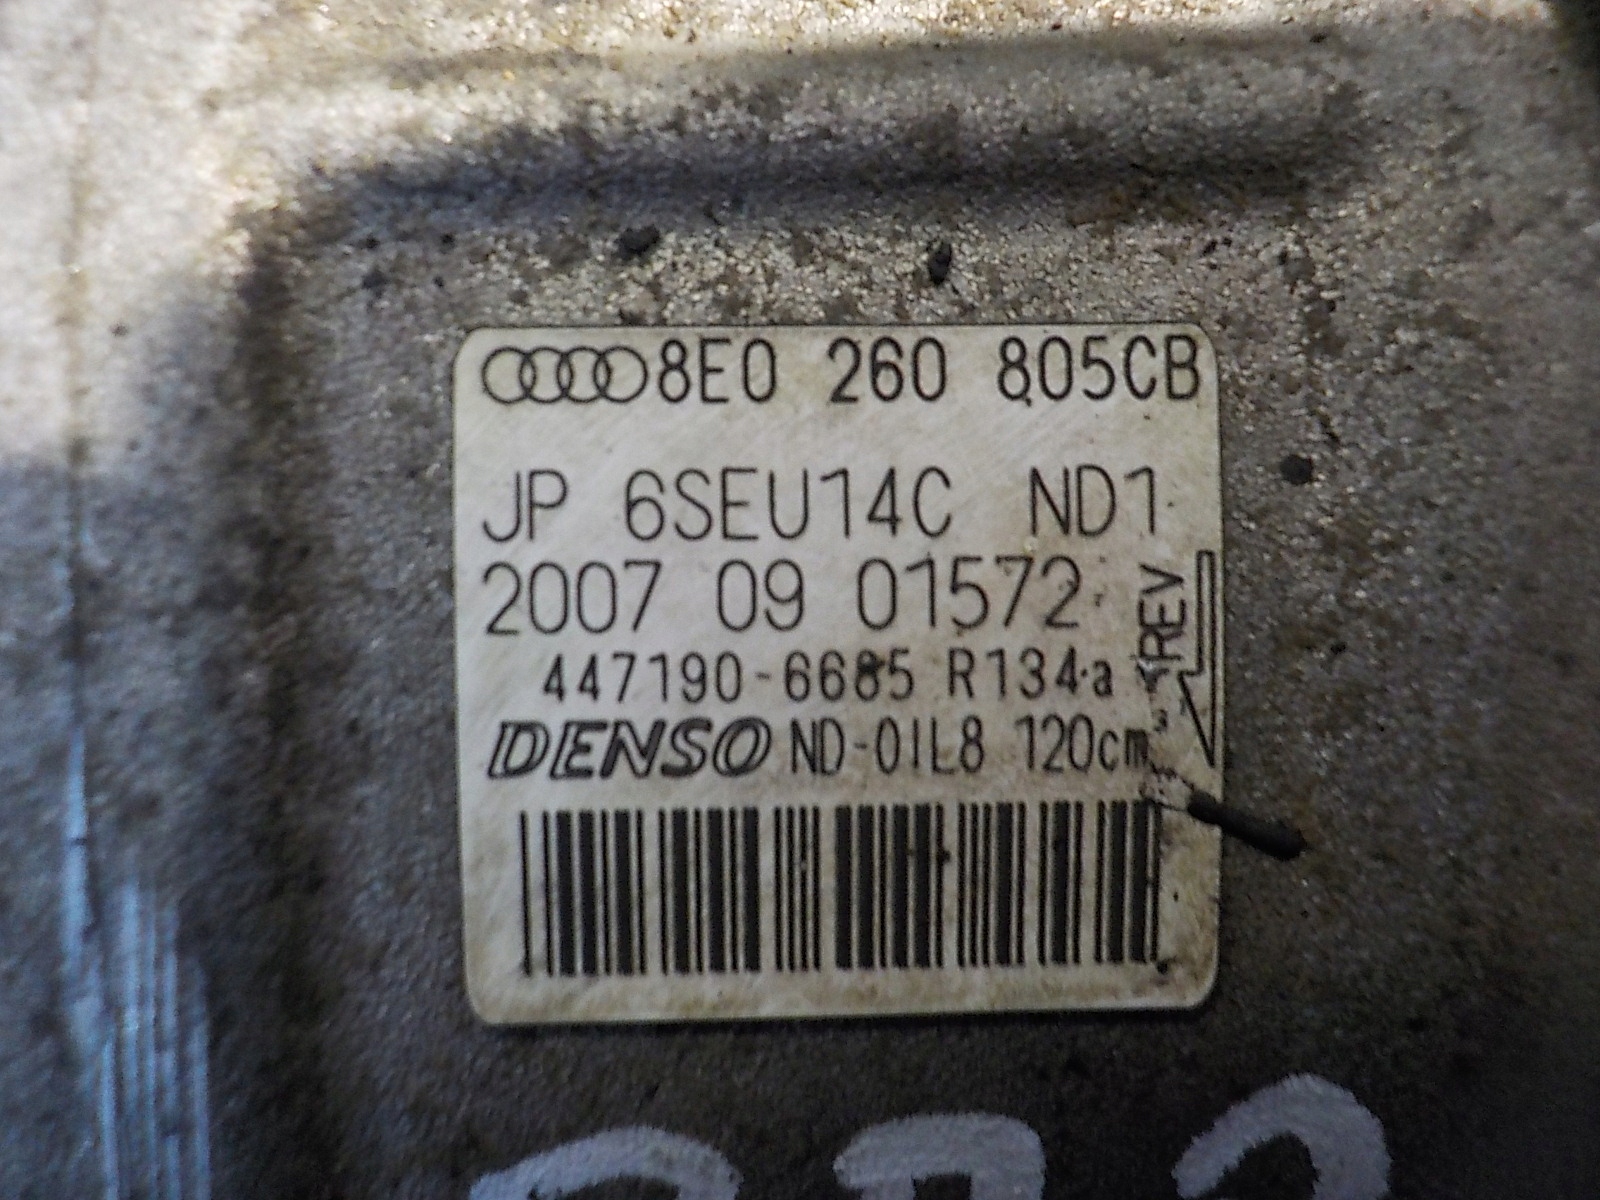 8E0 260 805CB
JP 6SEU14C ND1
2007 09 01572
447190-6685 R134a
DENSO ND-OIL8 120cm³
REV